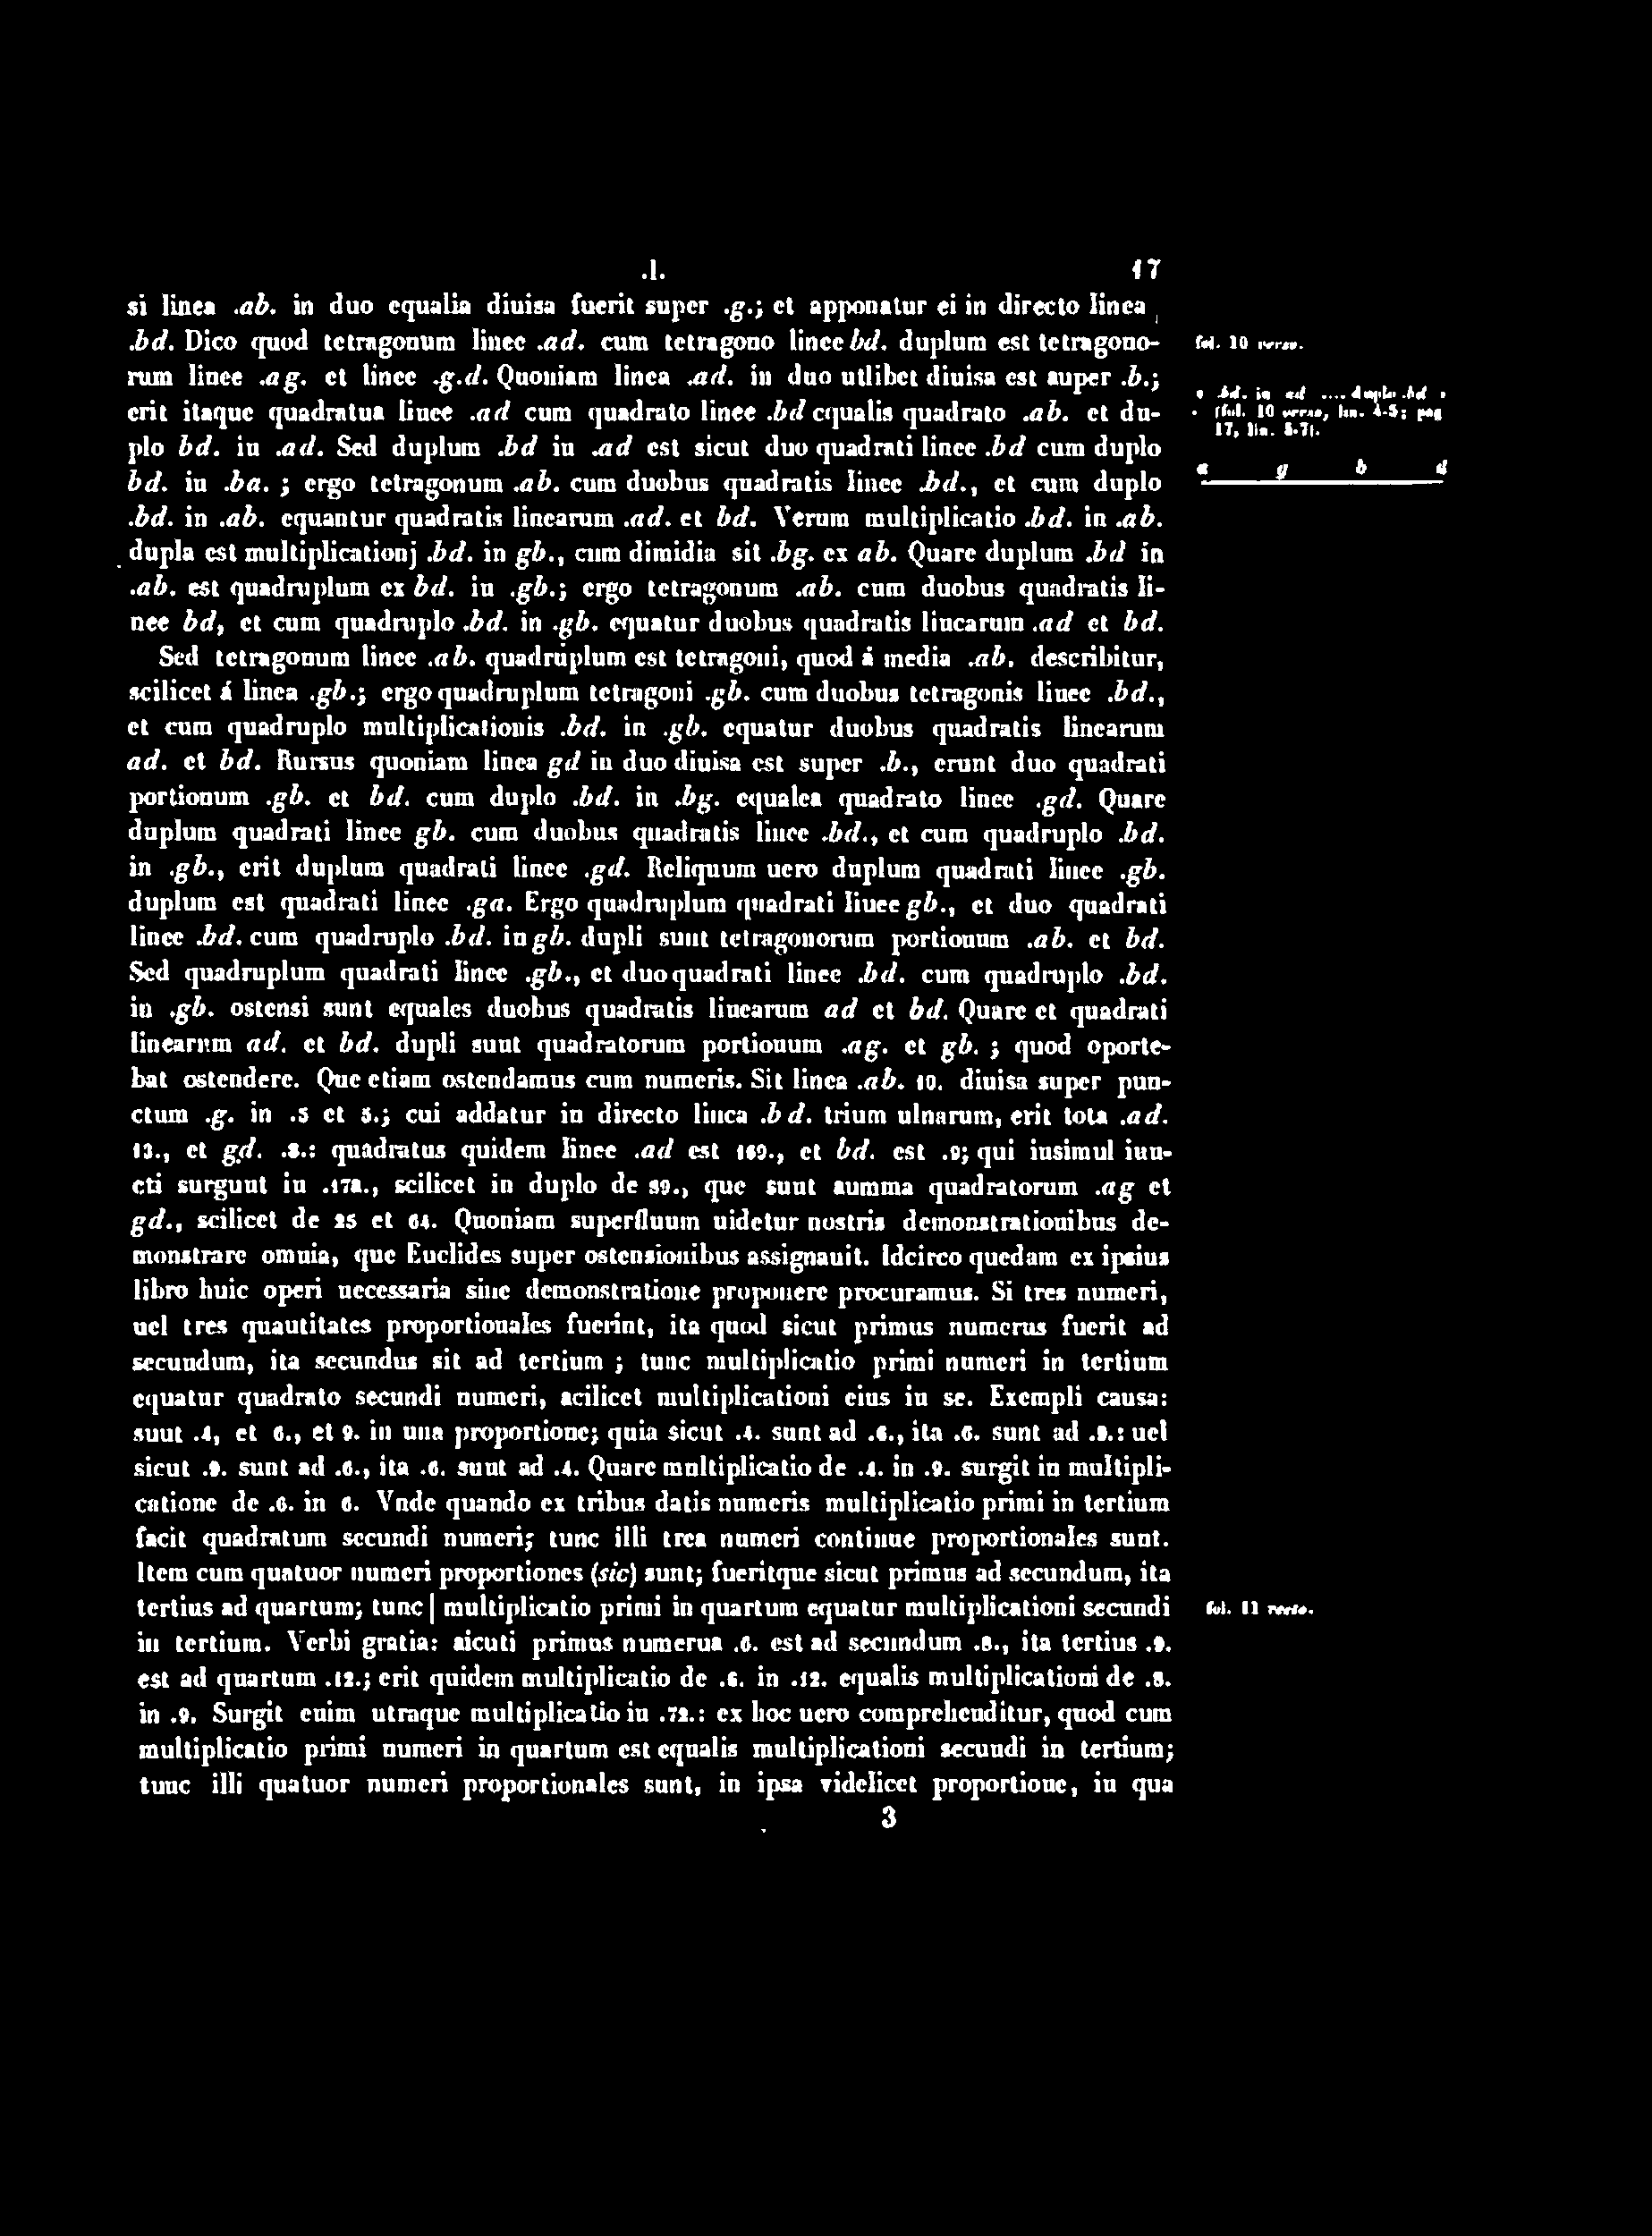 .I. 17
si linea .ab. in duo equalia diuisa fuerit super .g.; et apponatur ei in directo linea
.bd. Dico quod tetragonum linee .ad. cum tetragono linee bd. duplum est tetragono-
fol. 10 verso.
rum linee .ag. et linee .g.d. Quoniam linea .ad. in duo utlibet diuisa est super .b.;
erit itaque quadratus linee .ad cum quadrato linee .bd equalis quadrato .ab. et du-
plo bd. in .ad. Sed duplum .bd in .ad est sicut duo quadrati linee .bd cum duplo
« .bd. in ad .... duplo .bd »
(fol. 10 verso, lin. 4-5; pag
17, lin. 5-7).
a g b d
bd. in .ba. ; ergo tetragonum .ab. cum duobus quadratis linee .bd., et cum duplo
.bd. in .ab. equantur quadratis linearum .ad. et bd. Verum multiplicatio .bd. in .ab.
dupla est multiplicationj .bd. in gb., cum dimidia sit .bg. ex ab. Quare duplum .bd in
.ab. est quadruplum ex bd. in .gb.; ergo tetragonum .ab. cum duobus quadratis li-
nee bd, et cum quadruplo .bd. in .gb. equatur duobus quadratis linearum .ad et bd.
Sed tetragonum linee .ab. quadruplum est tetragoni, quod á media .ab. describitur,
scilicet á linea .gb.; ergo quadruplum tetragoni .gb. cum duobus tetragonis linee .bd.,
et cum quadruplo multiplicationis .bd. in .gb. equatur duobus quadratis linearum
ad. et bd. Rursus quoniam linea gd in duo diuisa est super .b., erunt duo quadrati
portionum .gb. et bd. cum duplo .bd. in .bg. equales quadrato linee .gd. Quare
duplum quadrati linee gb. cum duobus quadratis linee .bd., et cum quadruplo .bd.
in .gb., erit duplum quadrati linee .gd. Reliquum uero duplum quadrati linee .gb.
duplum est quadrati linee .ga. Ergo quadruplum quadrati linee gb., et duo quadrati
linee .bd. cum quadruplo .bd. in gb. dupli sunt tetragonorum portionum .ab. et bd.
Sed quadruplum quadrati linee .gb., et duo quadrati linee .bd. cum quadruplo .bd.
in .gb. ostensi sunt equales duobus quadratis linearum ad et bd. Quare et quadrati
linearum ad. et bd. dupli sunt quadratorum portionum .ag. et gb. ; quod oporte-
bat ostendere. Que etiam ostendamus cum numeris. Sit linea .ab. 10. diuisa super pun-
ctum .g. in .5 et 5.; cui addatur in directo linea .bd. trium ulnarum, erit tota .ad.
13., et gd. .8.: quadratus quidem linee .ad est 169., et bd. est .9; qui insimul iun-
cti surgunt in .178., scilicet in duplo de 89., que sunt summa quadratorum .ag et
gd., scilicet de 25 et 64. Quoniam superfluum uidetur nostris demonstrationibus de-
monstrare omnia, que Euclides super ostensionibus assignauit. Idcirco quedam ex ipsius
libro huic operi necessaria sine demonstratione proponere procuramus. Si tres numeri,
uel tres quantitates proportionales fuerint, ita quod sicut primus numerus fuerit ad
secundum, ita secundus sit ad tertium ; tunc multiplicatio primi numeri in tertium
equatur quadrato secundi numeri, scilicet multiplicationi eius in se. Exempli causa:
sunt .4, et 6., et 9. in una proportione; quia sicut .4. sunt ad .6., ita .6. sunt ad .9.: uel
sicut .9. sunt ad .6., ita .6. sunt ad .4. Quare multiplicatio de .4. in .9. surgit in multipli-
catione de .6. in 6. Vnde quando ex tribus datis numeris multiplicatio primi in tertium
facit quadratum secundi numeri; tunc illi tres numeri continue proportionales sunt.
Item cum quatuor numeri proportiones (sic) sunt; fueritque sicut primus ad secundum, ita
tertius ad quartum; tunc | multiplicatio primi in quartum equatur multiplicationi secundi
fol. 11 recto.
in tertium. Verbi gratia: sicuti primus numerus .6. est ad secundum .8., ita tertius .9.
est ad quartum .12.; erit quidem multiplicatio de .6. in .12. equalis multiplicationi de .8.
in .9. Surgit enim utraque multiplicatio in .72.: ex hoc uero comprehenditur, quod cum
multiplicatio primi numeri in quartum est equalis multiplicationi secundi in tertium;
tunc illi quatuor numeri proportionales sunt, in ipsa videlicet proportione, in qua
3